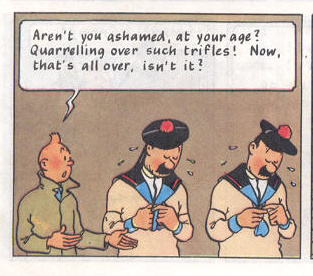 Aren't you ashamed, at your age?
Quarrelling over such trifles! Now,
that's all over, isn't it?